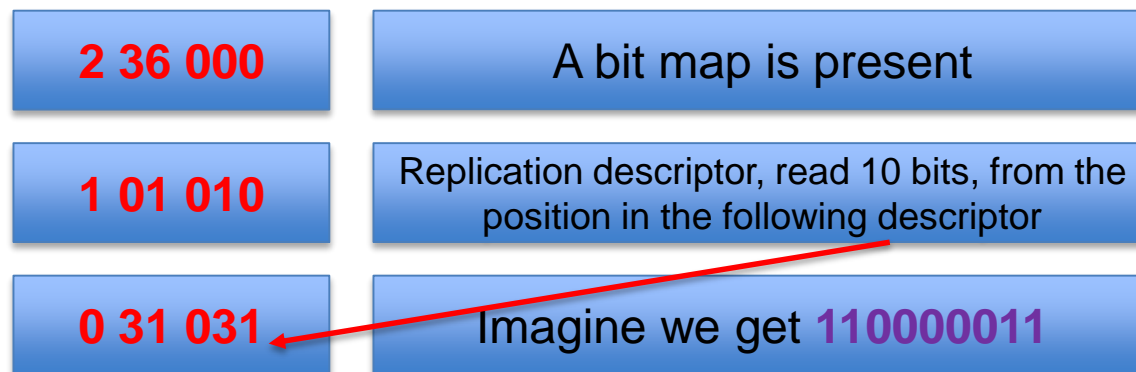 2 36 000
A bit map is present
1 01 010
Replication descriptor, read 10 bits, from the
position in the following descriptor
0 31 031
Imagine we get 110000011